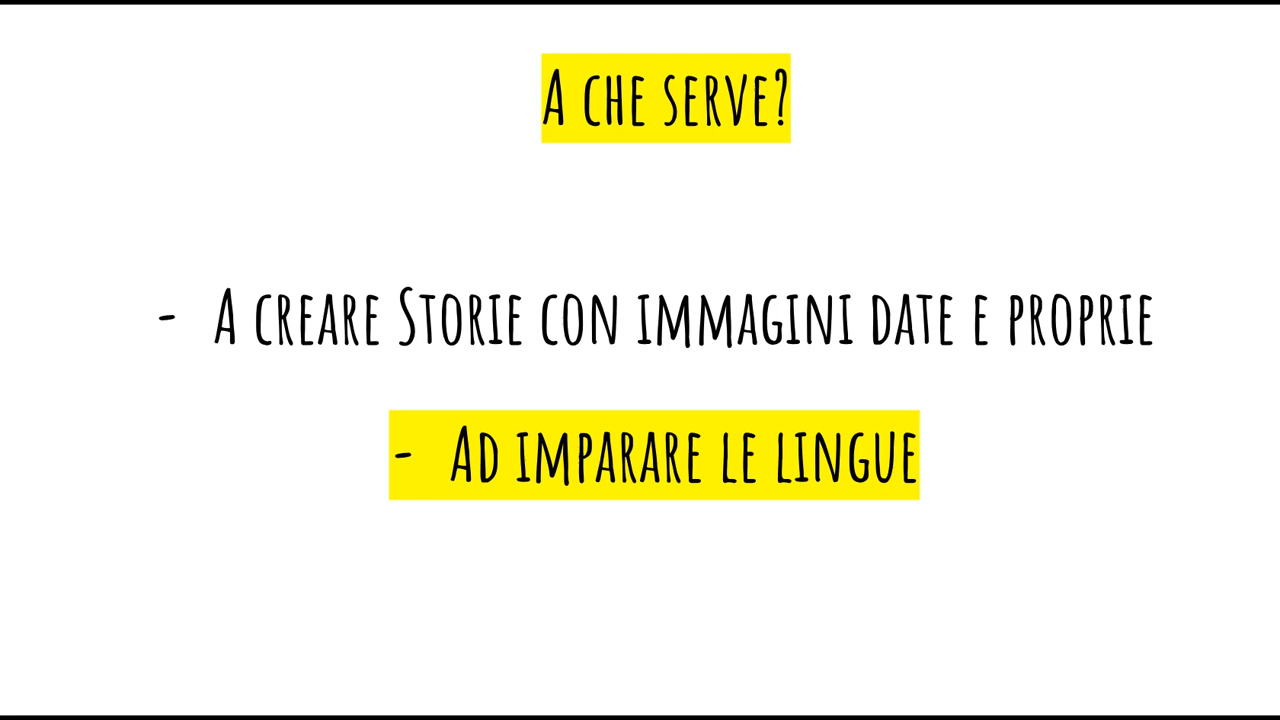 A che serve?
- A creare Storie con immagini date e proprie
- Ad imparare le lingue